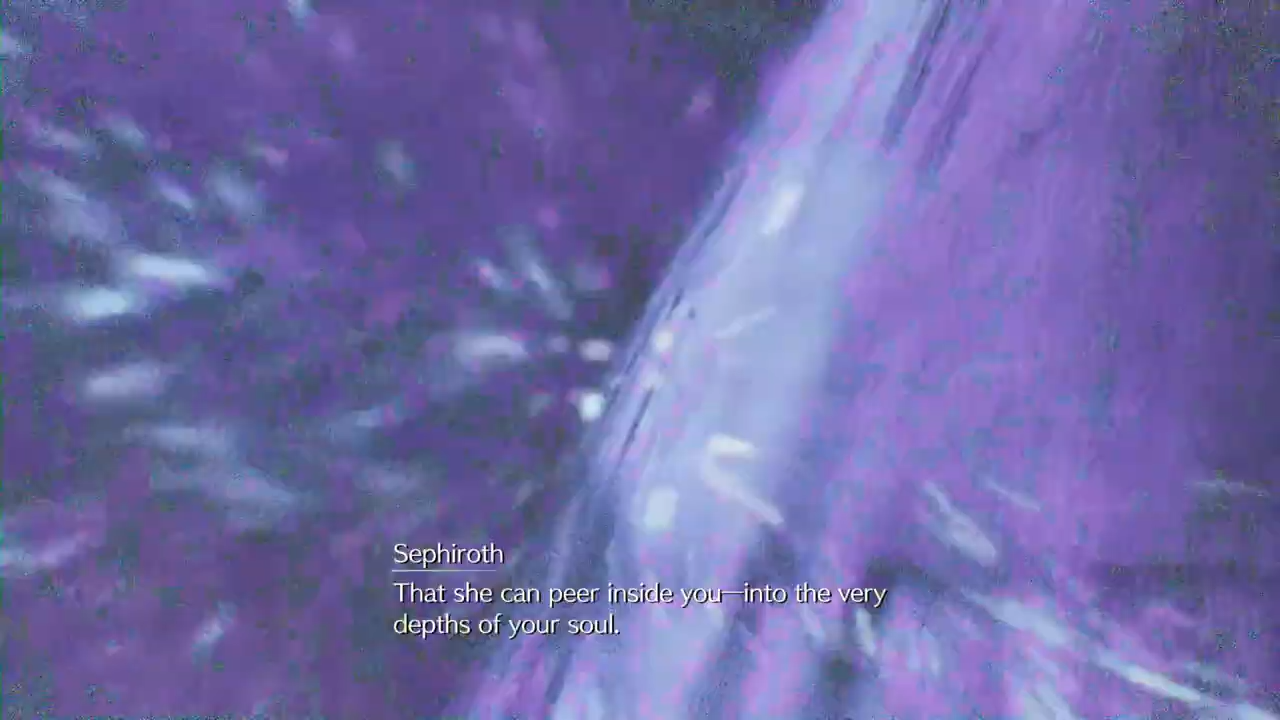 Sephiroth
That she can peer inside you—into the very
depths of your soul.